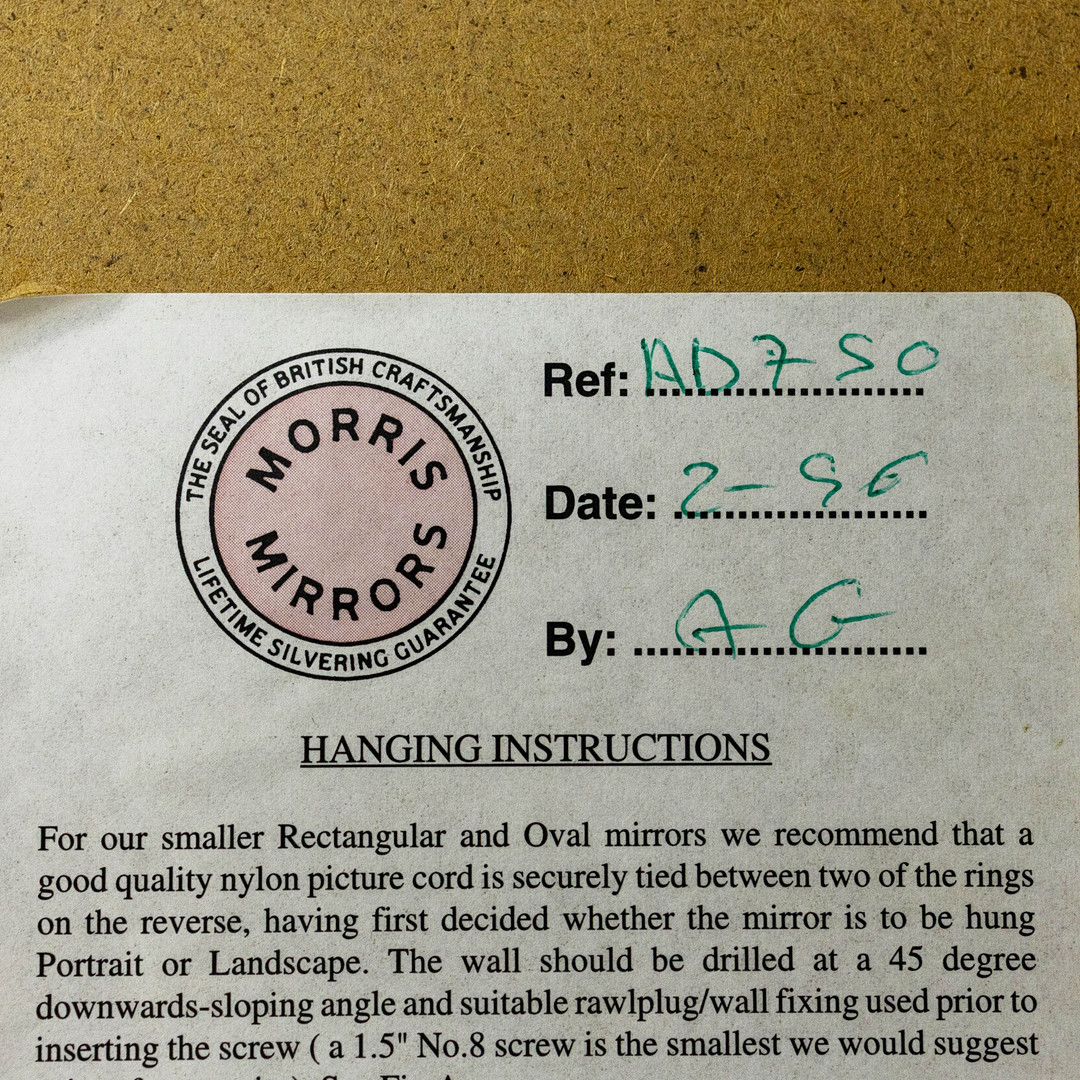 THE SEAL OF BRITISH CRAFTSMANSHIP
MORRIS
MIRRORS
LIFETIME SILVERING GUARANTEE
Ref: AD750
Date: 2-96
By: AG
HANGING INSTRUCTIONS
For our smaller Rectangular and Oval mirrors we recommend that a
good quality nylon picture cord is securely tied between two of the rings
on the reverse, having first decided whether the mirror is to be hung
Portrait or Landscape. The wall should be drilled at a 45 degree
downwards-sloping angle and suitable rawlplug/wall fixing used prior to
inserting the screw ( a 1.5" No.8 screw is the smallest we would suggest